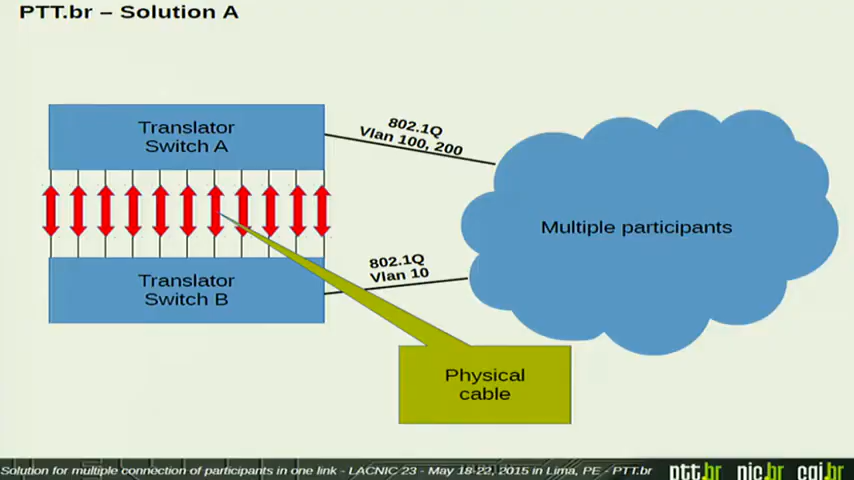 PTT.br – Solution A
Translator
Switch A
802.1Q
Vlan 100, 200
Multiple participants
802.1Q
Vlan 10
Translator
Switch B
Physical
cable
Solution for multiple connection of participants in one link - LACNIC 23 - May 18-22, 2015 in Lima, PE - PTT.br
ptt.br nic.br cgi.br